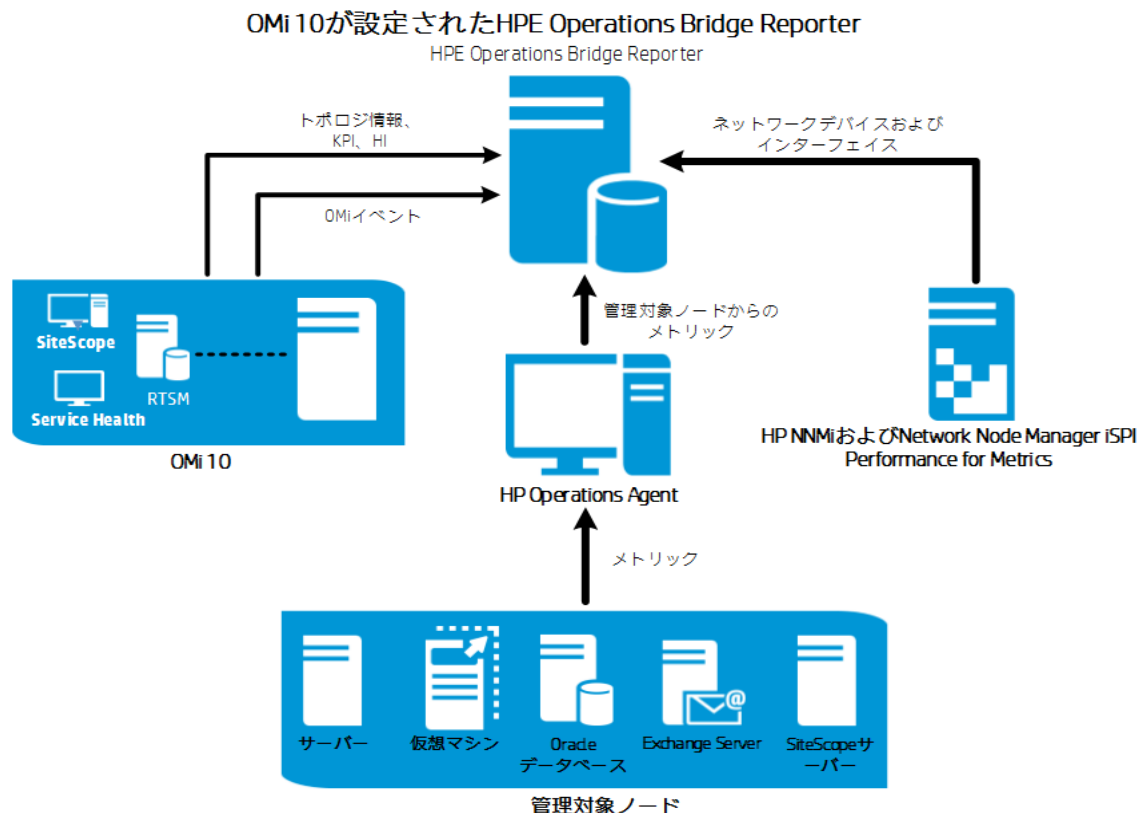 OMi 10が設定されたHPE Operations Bridge Reporter
HPE Operations Bridge Reporter
トポロジ情報、
KPI、HI
ネットワークデバイスおよび
インターフェイス
OMiイベント
管理対象ノードからの
メトリック
SiteScope
RTSM
Service Health
OMi 10
HP Operations Agent
HP NNMiおよびNetwork Node Manager iSPI
Performance for Metrics
メトリック
サーバー
仮想マシン
Oracle
データベース
Exchange Server
SiteScopeサ
ーバー
管理対象ノード